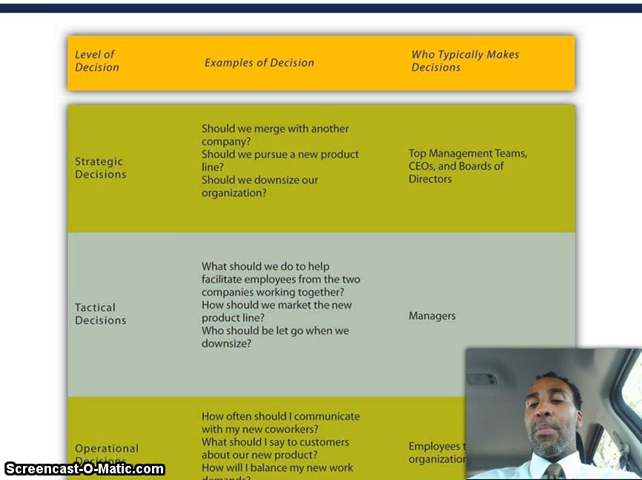 Level of
Decision
Examples of Decision
Who Typically Makes
Decisions
Strategic
Decisions
Should we merge with another
company?
Should we pursue a new product
line?
Should we downsize our
organization?
Top Management Teams,
CEOs, and Boards of
Directors
Tactical
Decisions
What should we do to help
facilitate employees from the two
companies working together?
How should we market the new
product line?
Who should be let go when we
downsize?
Managers
Operational
Decisions
How often should I communicate
with my new coworkers?
What should I say to customers
about our new product?
How will I balance my new work
demands?
Employees
organization
Screencast-O-Matic.com